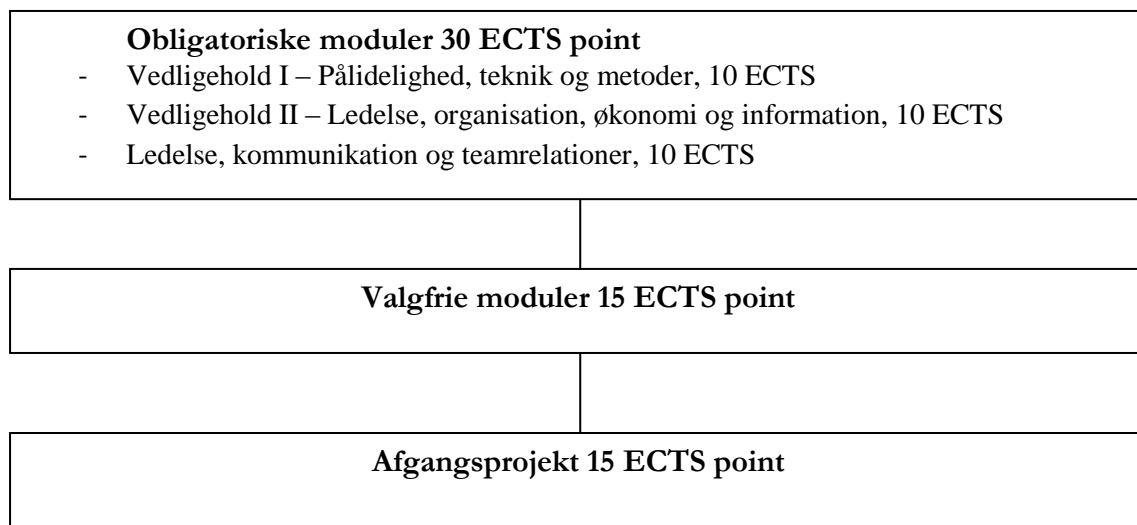 Obligatoriske moduler 30 ECTS point
- Vedligehold I – Pålidelighed, teknik og metoder, 10 ECTS
- Vedligehold II – Ledelse, organisation, økonomi og information, 10 ECTS
- Ledelse, kommunikation og teamrelationer, 10 ECTS
Valgfrie moduler 15 ECTS point
Afgangsprojekt 15 ECTS point